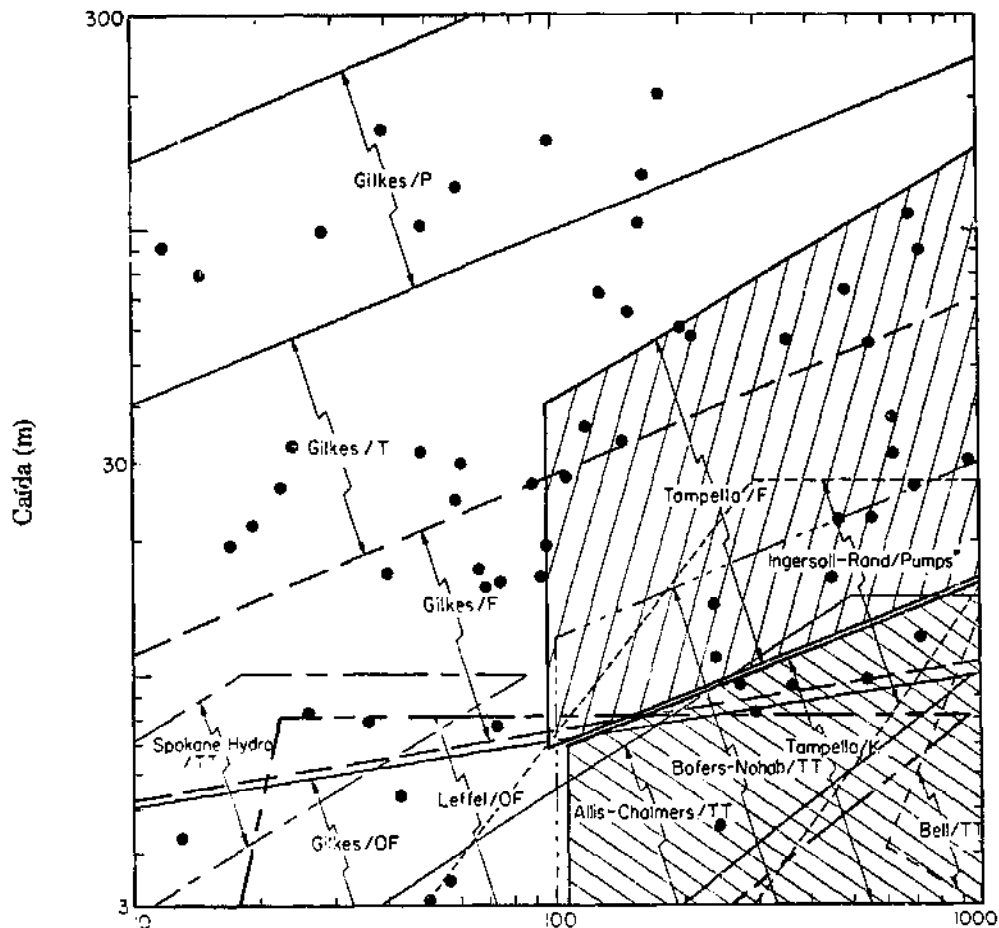 300
Gilkes/P
Gilkes/T
30
Caída (m)
Tampella/F
Ingersoll-Rand/Pumps*
Gilkes/F
Spokane Hydro
/TT
Tampella/K
Bofers-Nohab/TT
Leffel/OF
Allis-Chalmers/TT
Bell/TT
Gilkes/OF
3
10
100
1000